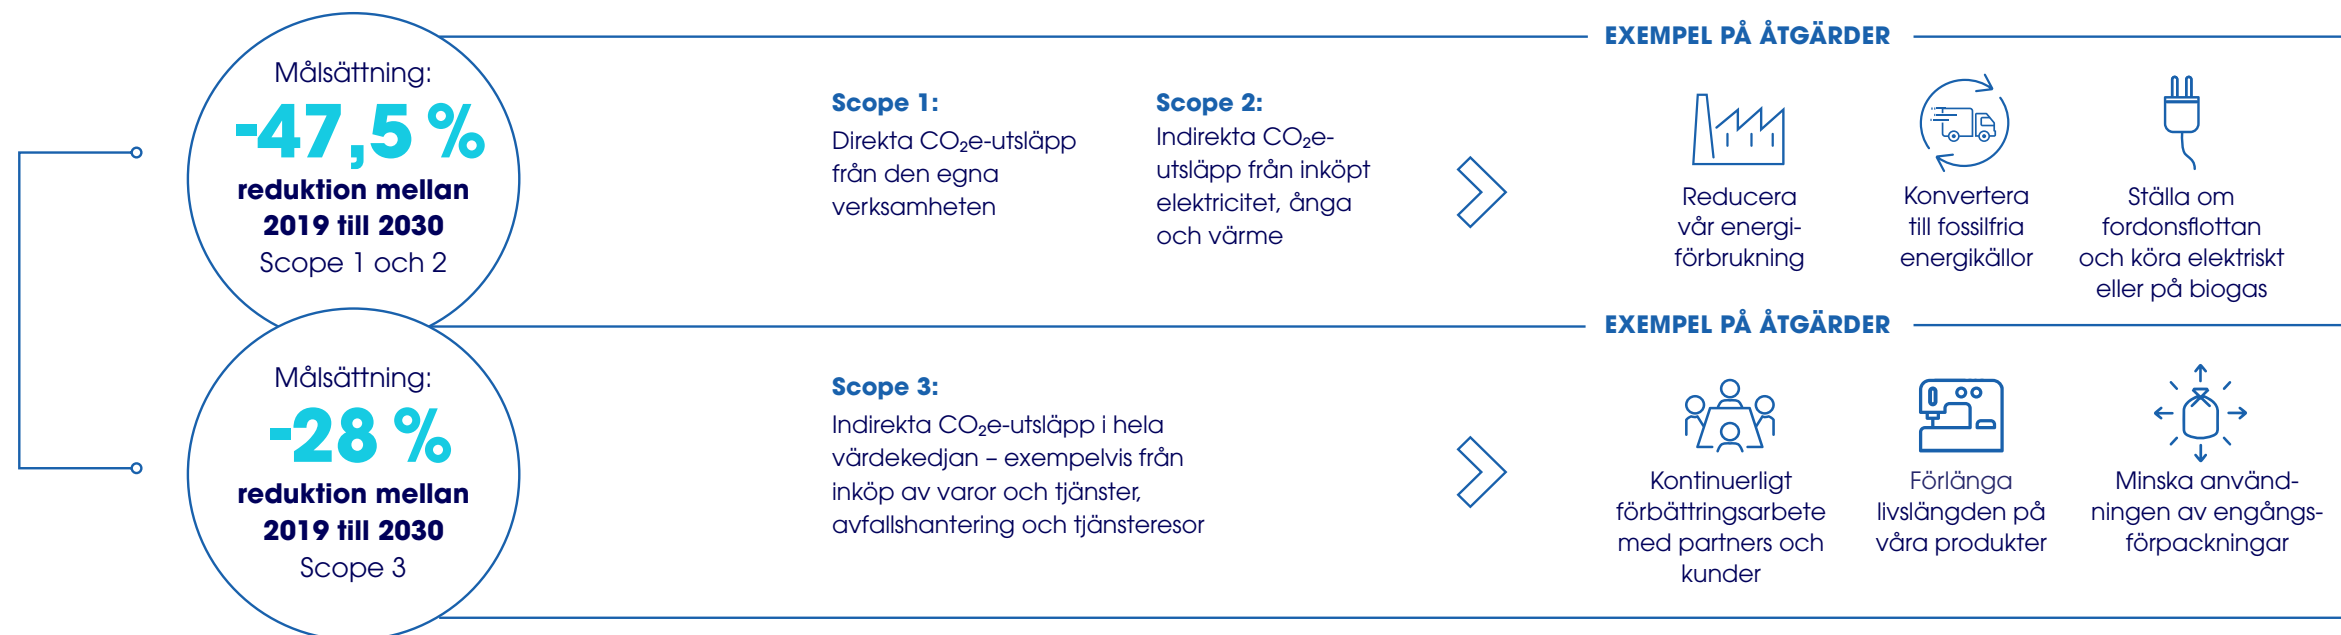 Målsättning:
-47,5 %
reduktion mellan
2019 till 2030
Scope 1 och 2
Scope 1:
Direkta CO₂e-utsläpp
från den egna
verksamheten
Scope 2:
Indirekta CO₂e-
utsläpp från inköpt
elektricitet, ånga
och värme
EXEMPEL PÅ ÅTGÄRDER
Reducera
vår energi-
förbrukning
Konvertera
till fossilfria
energikällor
Ställa om
fordonsflottan
och köra elektriskt
eller på biogas
Målsättning:
-28 %
reduktion mellan
2019 till 2030
Scope 3
Scope 3:
Indirekta CO₂e-utsläpp i hela
värdekedjan – exempelvis från
inköp av varor och tjänster,
avfallshantering och tjänsteresor
EXEMPEL PÅ ÅTGÄRDER
Kontinuerligt
förbättringsarbete
med partners och
kunder
Förlänga
livslängden på
våra produkter
Minska använd-
ningen av engångs-
förpackningar